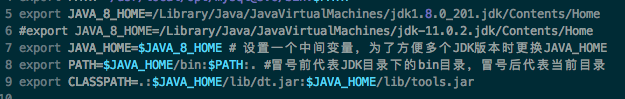 5 export JAVA_8_HOME=/Library/Java/JavaVirtualMachines/jdk1.8.0_201.jdk/Contents/Home
6 #export JAVA_8_HOME=/Library/Java/JavaVirtualMachines/jdk-11.0.2.jdk/Contents/Home
7 export JAVA_HOME=$JAVA_8_HOME # 设置一个中间变量，为了方便多个JDK版本时更换JAVA_HOME
8 export PATH=$JAVA_HOME/bin:$PATH:. #冒号前代表JDK目录下的bin目录，冒号后代表当前目录
9 export CLASSPATH=.:$JAVA_HOME/lib/dt.jar:$JAVA_HOME/lib/tools.jar